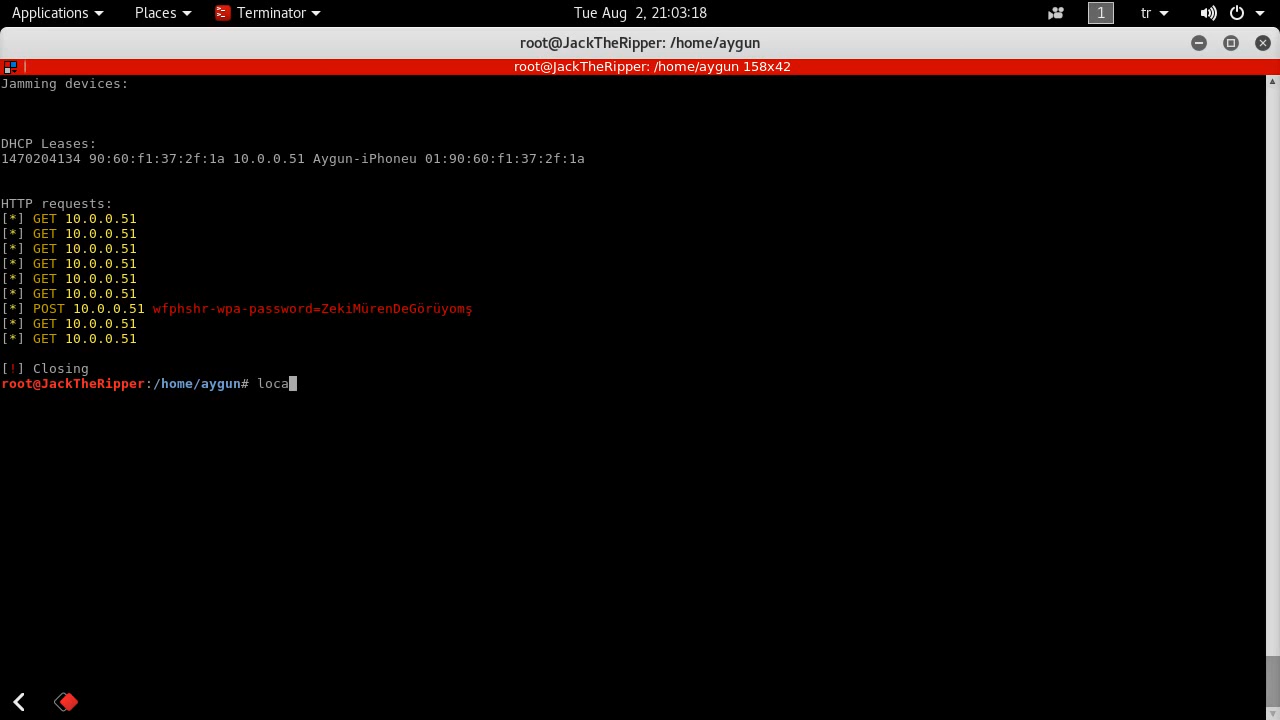 Applications Places Terminator Tue Aug 2, 21:03:18 1 tr
root@JackTheRipper: /home/aygun
root@JackTheRipper: /home/aygun 158x42
Jamming devices:
DHCP Leases:
1470204134 90:60:f1:37:2f:1a 10.0.0.51 Aygun-iPhoneu 01:90:60:f1:37:2f:1a
HTTP requests:
[*] GET 10.0.0.51
[*] GET 10.0.0.51
[*] GET 10.0.0.51
[*] GET 10.0.0.51
[*] GET 10.0.0.51
[*] GET 10.0.0.51
[*] POST 10.0.0.51 wfphshr-wpa-password=ZekiMürenDeGörüyomş
[*] GET 10.0.0.51
[*] GET 10.0.0.51
[!] Closing
root@JackTheRipper:/home/aygun# loca